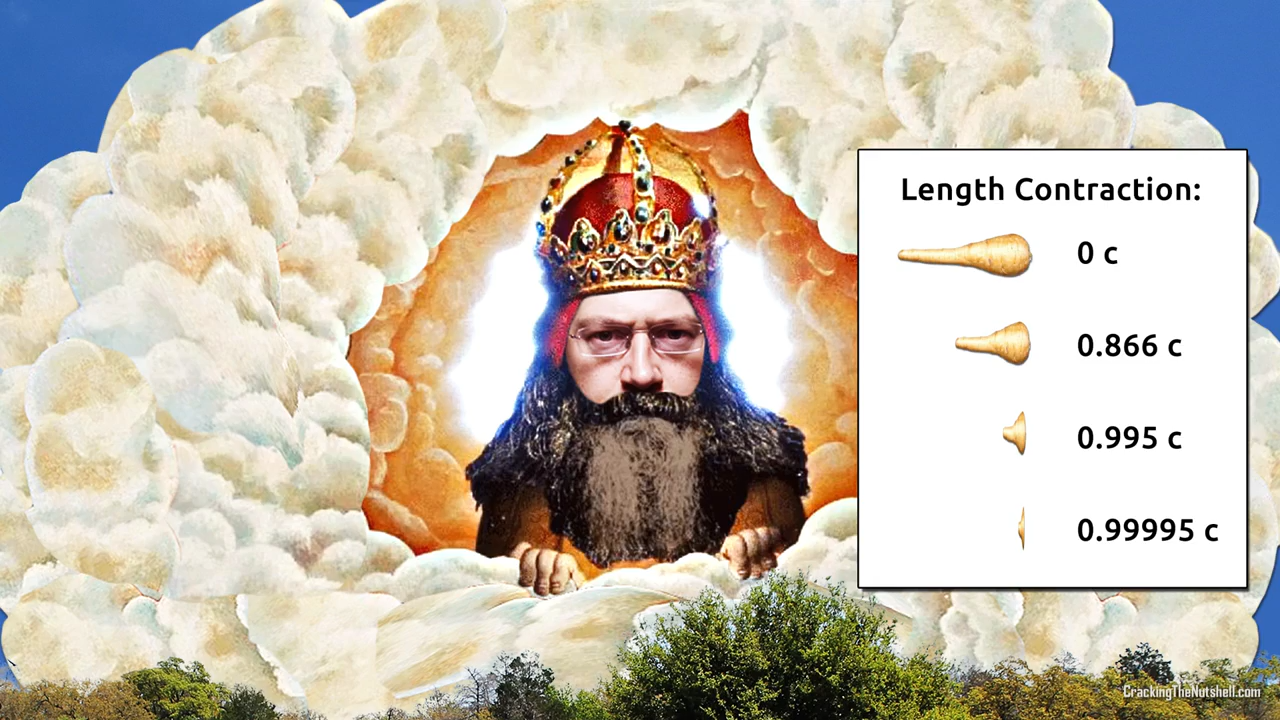 Length Contraction:
0 c
0.866 c
0.995 c
0.99995 c
CrackingTheNutshell.com